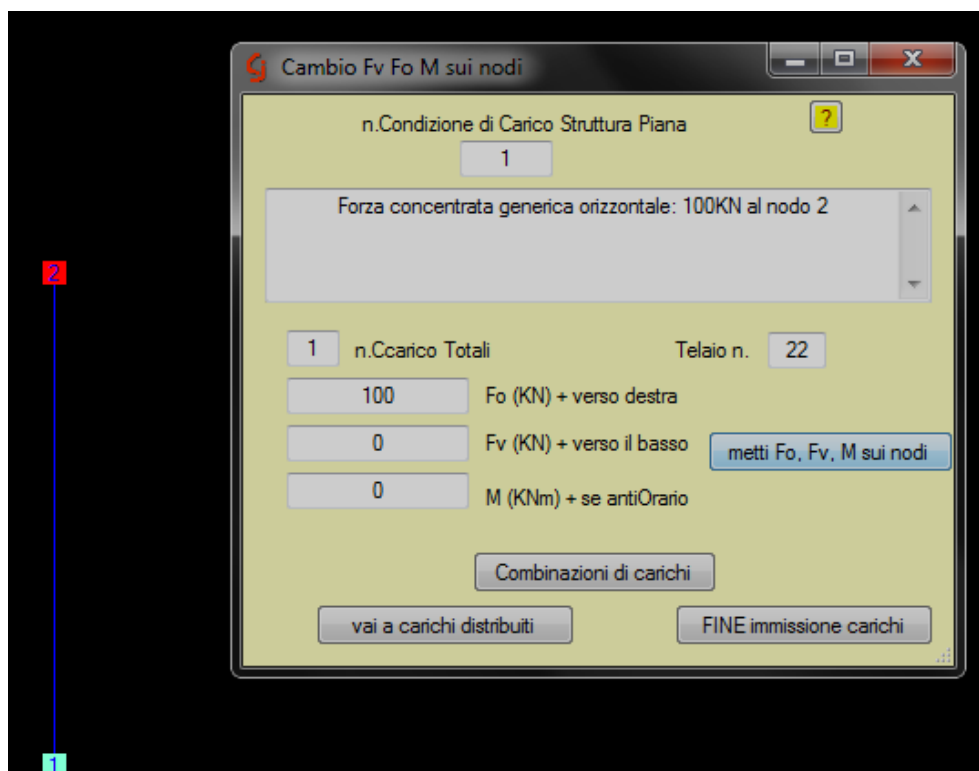 Cambio Fv Fo M sui nodi
n.Condizione di Carico Struttura Piana
?
1
Forza concentrata generica orizzontale: 100KN al nodo 2
2
1 n.Ccarico Totali Telaio n. 22
100 Fo (KN) + verso destra
0 Fv (KN) + verso il basso metti Fo, Fv, M sui nodi
0 M (KNm) + se antiOrario
Combinazioni di carichi
vai a carichi distribuiti FINE immissione carichi
1